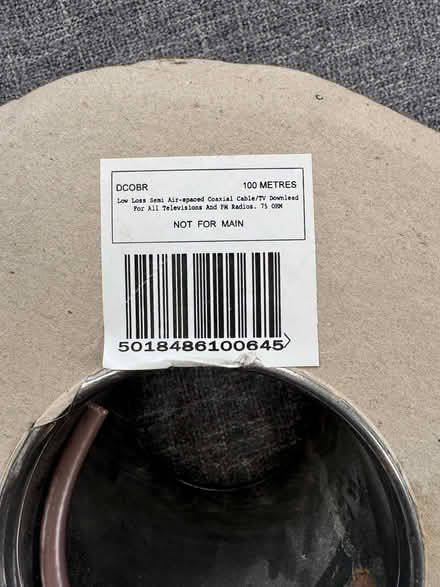 DCOBR 100 METRES
Low Loss Semi Air-spaced Coaxial Cable/TV Downlead
For All Televisions And FM Radios. 75 OHM
NOT FOR MAIN
5018486100645>